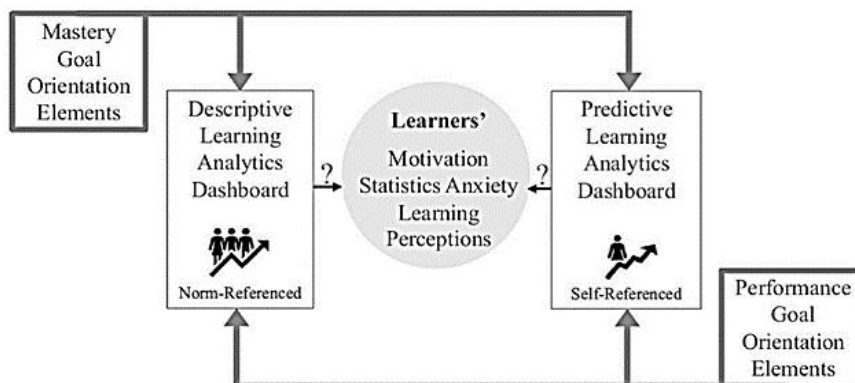 Mastery
Goal
Orientation
Elements
Descriptive
Learning
Analytics
Dashboard
Norm-Referenced
?
Learners’
Motivation
Statistics Anxiety
Learning
Perceptions
?
Predictive
Learning
Analytics
Dashboard
Self-Referenced
Performance
Goal
Orientation
Elements